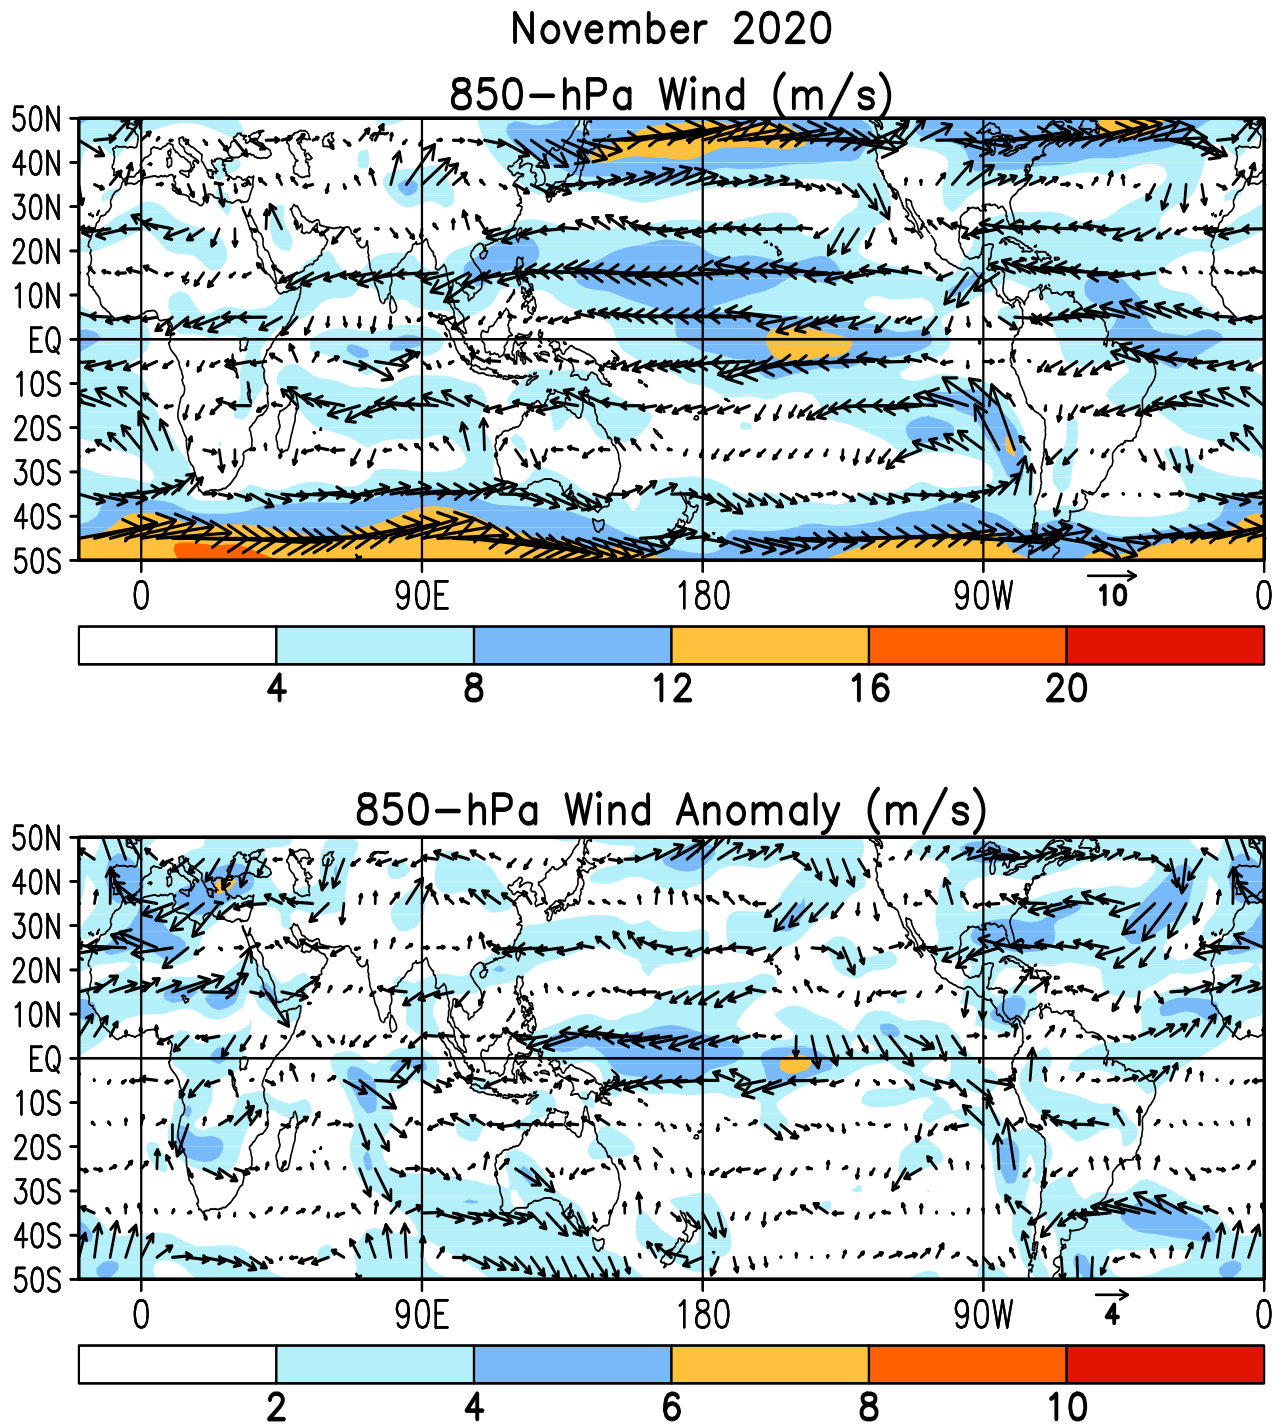 November 2020
850-hPa Wind (m/s)
50N
40N
30N
20N
10N
EQ
10S
20S
30S
40S
50S
0 90E 180 90W 0
10
4 8 12 16 20
850-hPa Wind Anomaly (m/s)
50N
40N
30N
20N
10N
EQ
10S
20S
30S
40S
50S
0 90E 180 90W 0
4
2 4 6 8 10